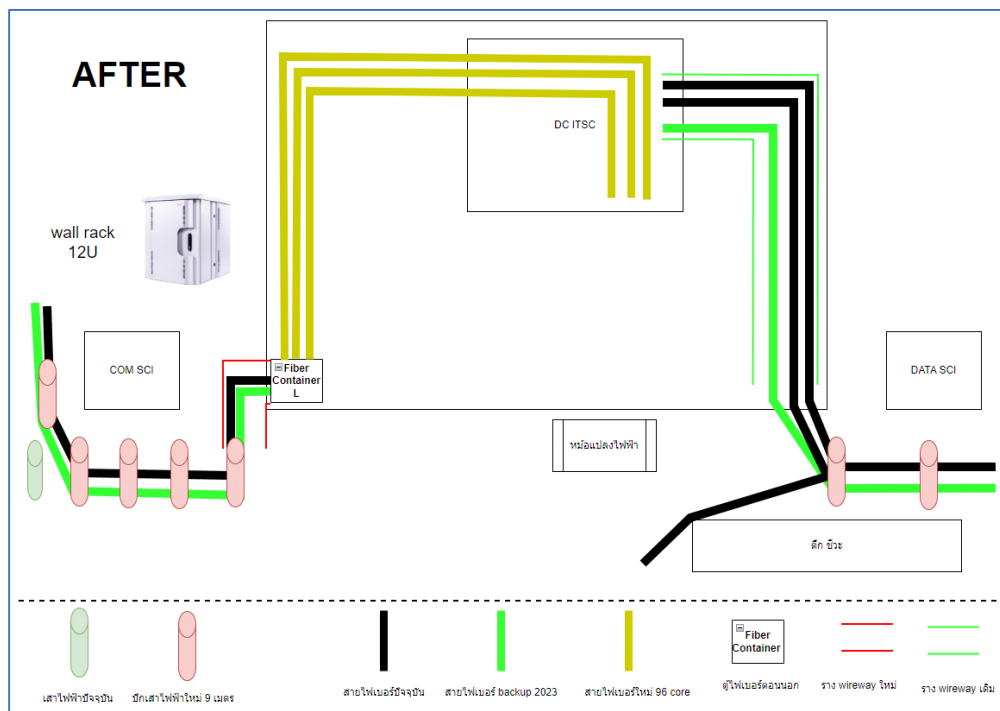 AFTER
DC ITSC
wall rack
12U
COM SCI
Fiber
Container
L
DATA SCI
หม้อแปลงไฟฟ้า
ตึก ชีวะ
Fiber
Container
เสาไฟฟ้าปัจจุบัน
ปักเสาไฟฟ้าใหม่ 9 เมตร
สายไฟเบอร์ปัจจุบัน
สายไฟเบอร์ backup 2023
สายไฟเบอร์ใหม่ 96 core
ตู้ไฟเบอร์ตอนนอก
ราง wireway ใหม่
ราง wireway เดิม